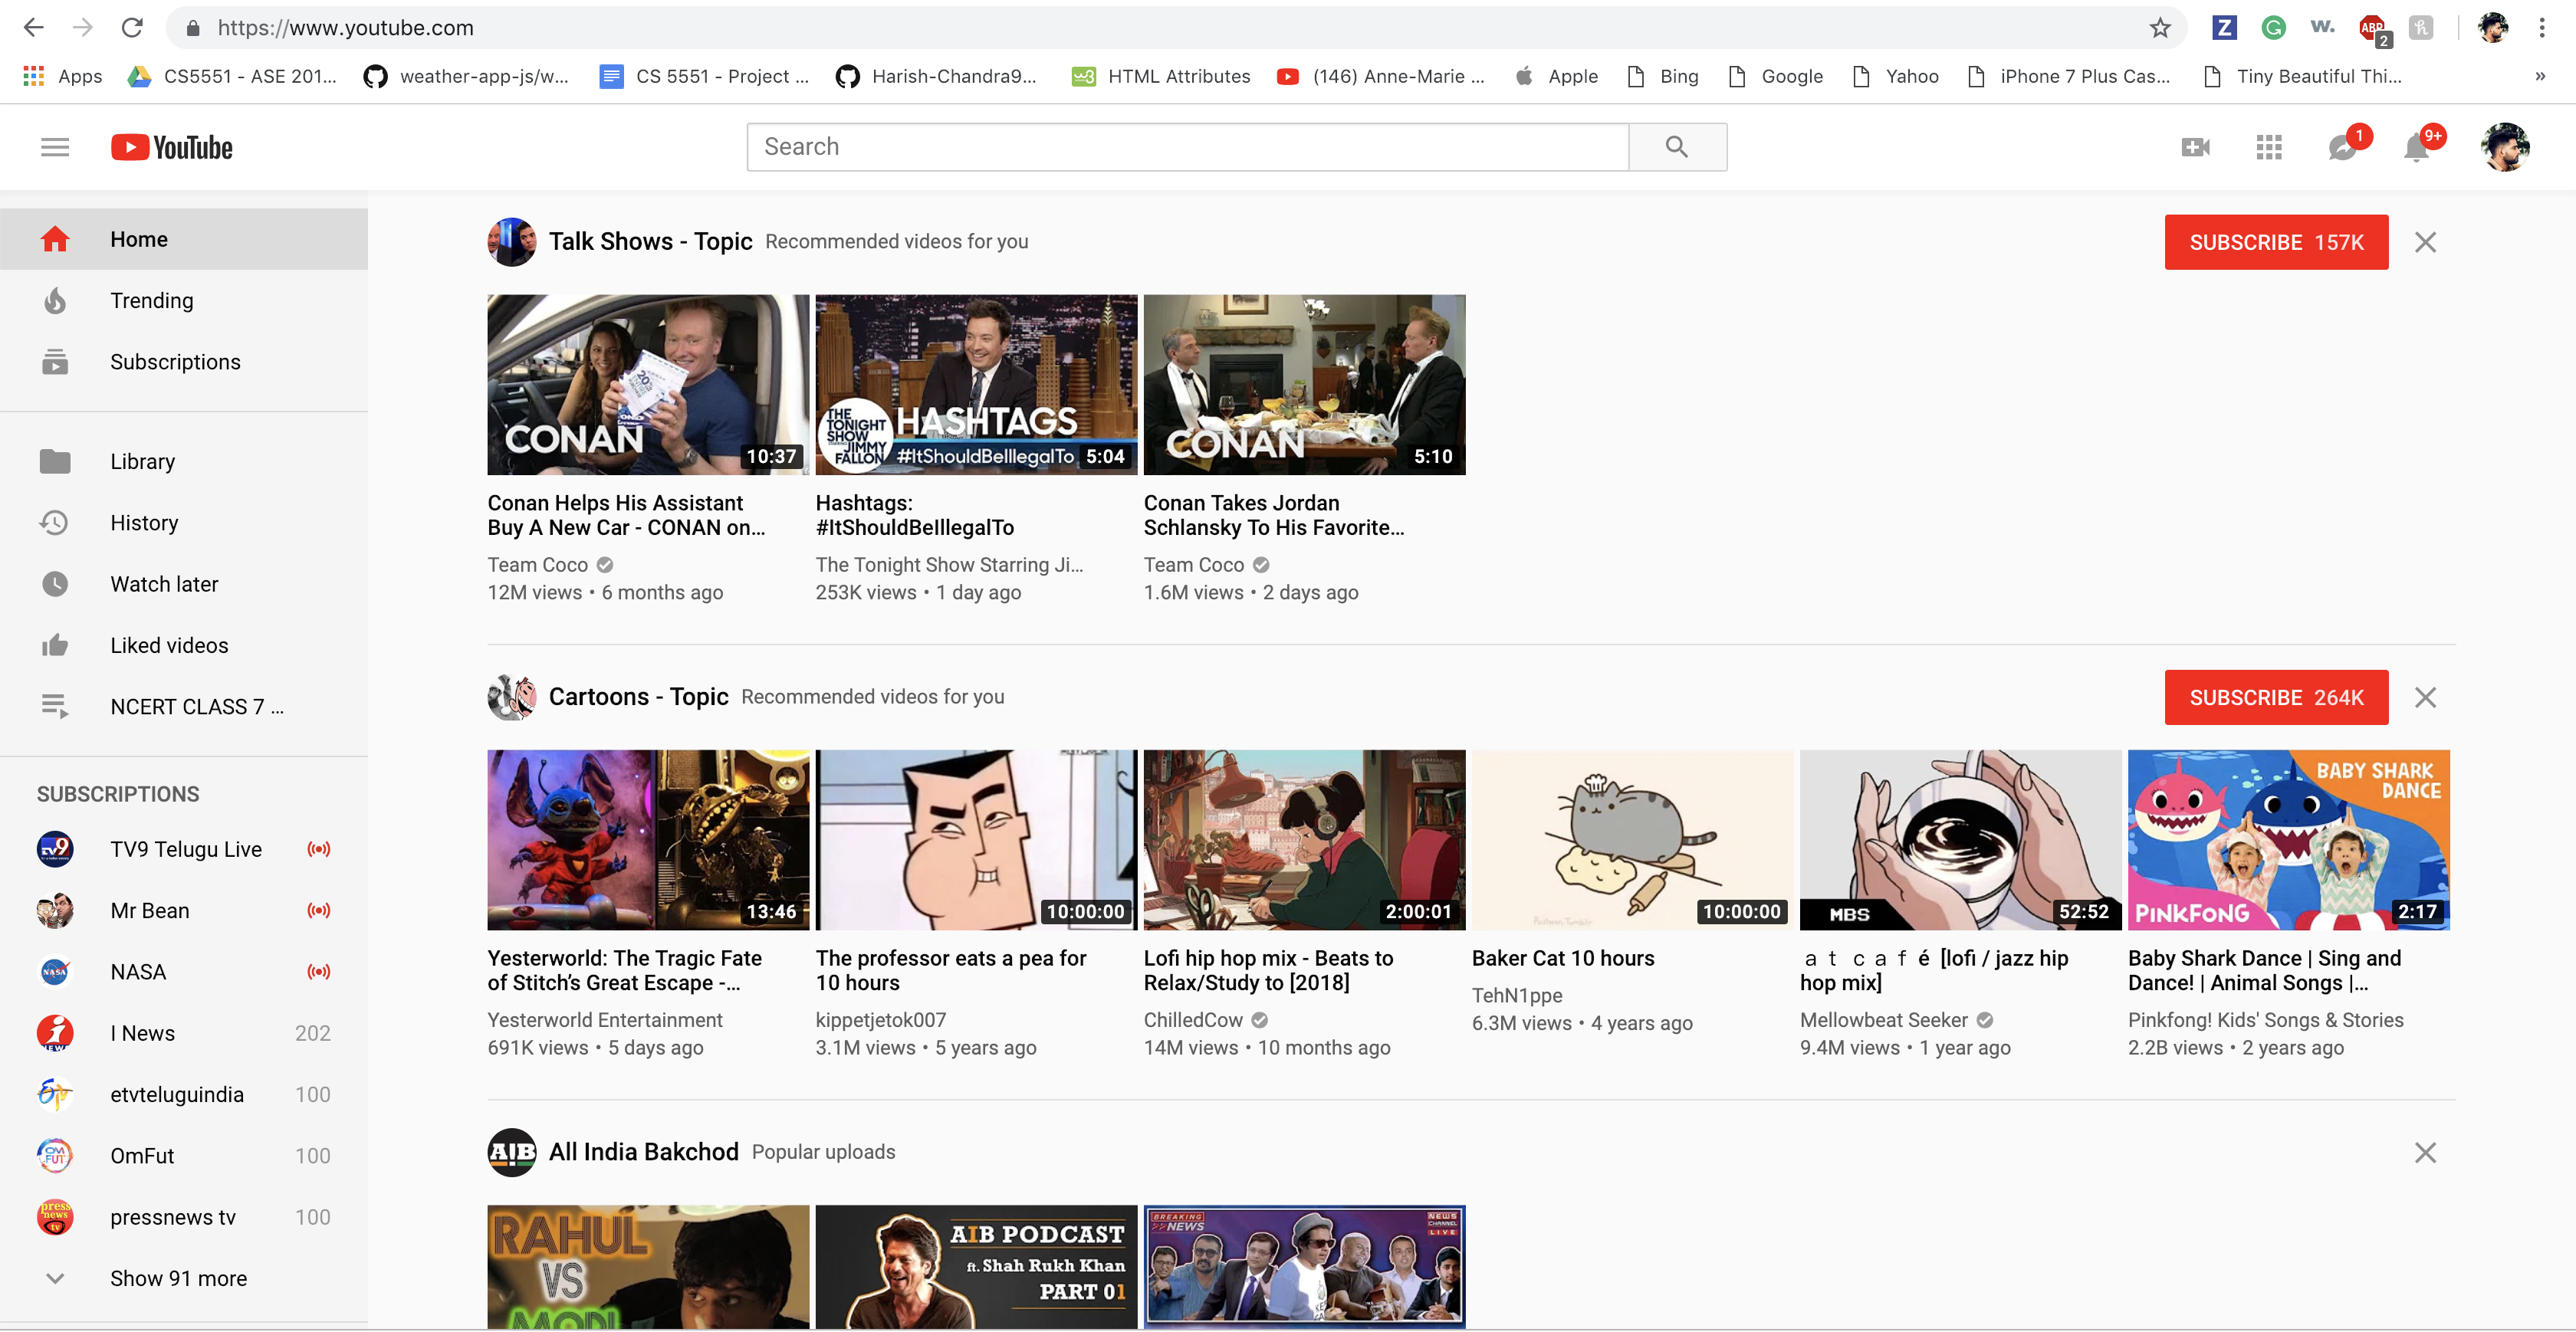 https://www.youtube.com
ABP
2
Apps
CS5551 - ASE 201...
weather-app-js/w...
CS 5551 - Project ...
Harish-Chandra9...
HTML Attributes
(146) Anne-Marie ...
Apple
Bing
Google
Yahoo
iPhone 7 Plus Cas...
Tiny Beautiful Thi...
»
YouTube
Search
1
9+
Home
Trending
Subscriptions
Library
History
Watch later
Liked videos
NCERT CLASS 7 ...
SUBSCRIPTIONS
TV9 Telugu Live
Mr Bean
NASA
I News 202
etvteluguindia 100
OmFut 100
pressnews tv 100
Show 91 more
Talk Shows - Topic Recommended videos for you
SUBSCRIBE 157K
CONAN
10:37
THE
TONIGHT
SHOW
JIMMY
FALLON
HASHTAGS
#ItShouldBeIllegalTo
5:04
CONAN
5:10
Conan Helps His Assistant
Buy A New Car - CONAN on...
Team Coco
12M views • 6 months ago
Hashtags:
#ItShouldBeIllegalTo
The Tonight Show Starring Ji...
253K views • 1 day ago
Conan Takes Jordan
Schlansky To His Favorite...
Team Coco
1.6M views • 2 days ago
Cartoons - Topic Recommended videos for you
SUBSCRIBE 264K
13:46
10:00:00
2:00:01
10:00:00
MBS
52:52
BABY SHARK
DANCE
PINKFONG
2:17
Yesterworld: The Tragic Fate
of Stitch’s Great Escape -...
Yesterworld Entertainment
691K views • 5 days ago
The professor eats a pea for
10 hours
kippetjetok007
3.1M views • 5 years ago
Lofi hip hop mix - Beats to
Relax/Study to [2018]
ChilledCow
14M views • 10 months ago
Baker Cat 10 hours
TehN1ppe
6.3M views • 4 years ago
ａｔ ｃａｆé [lofi / jazz hip
hop mix]
Mellowbeat Seeker
9.4M views • 1 year ago
Baby Shark Dance | Sing and
Dance! | Animal Songs |...
Pinkfong! Kids' Songs & Stories
2.2B views • 2 years ago
AIB
All India Bakchod Popular uploads
RAHUL
VS
MODI
AIB PODCAST
ft. Shah Rukh Khan
PART 01
BREAKING
>>NEWS
NEWS
CHANNEL
LIVE